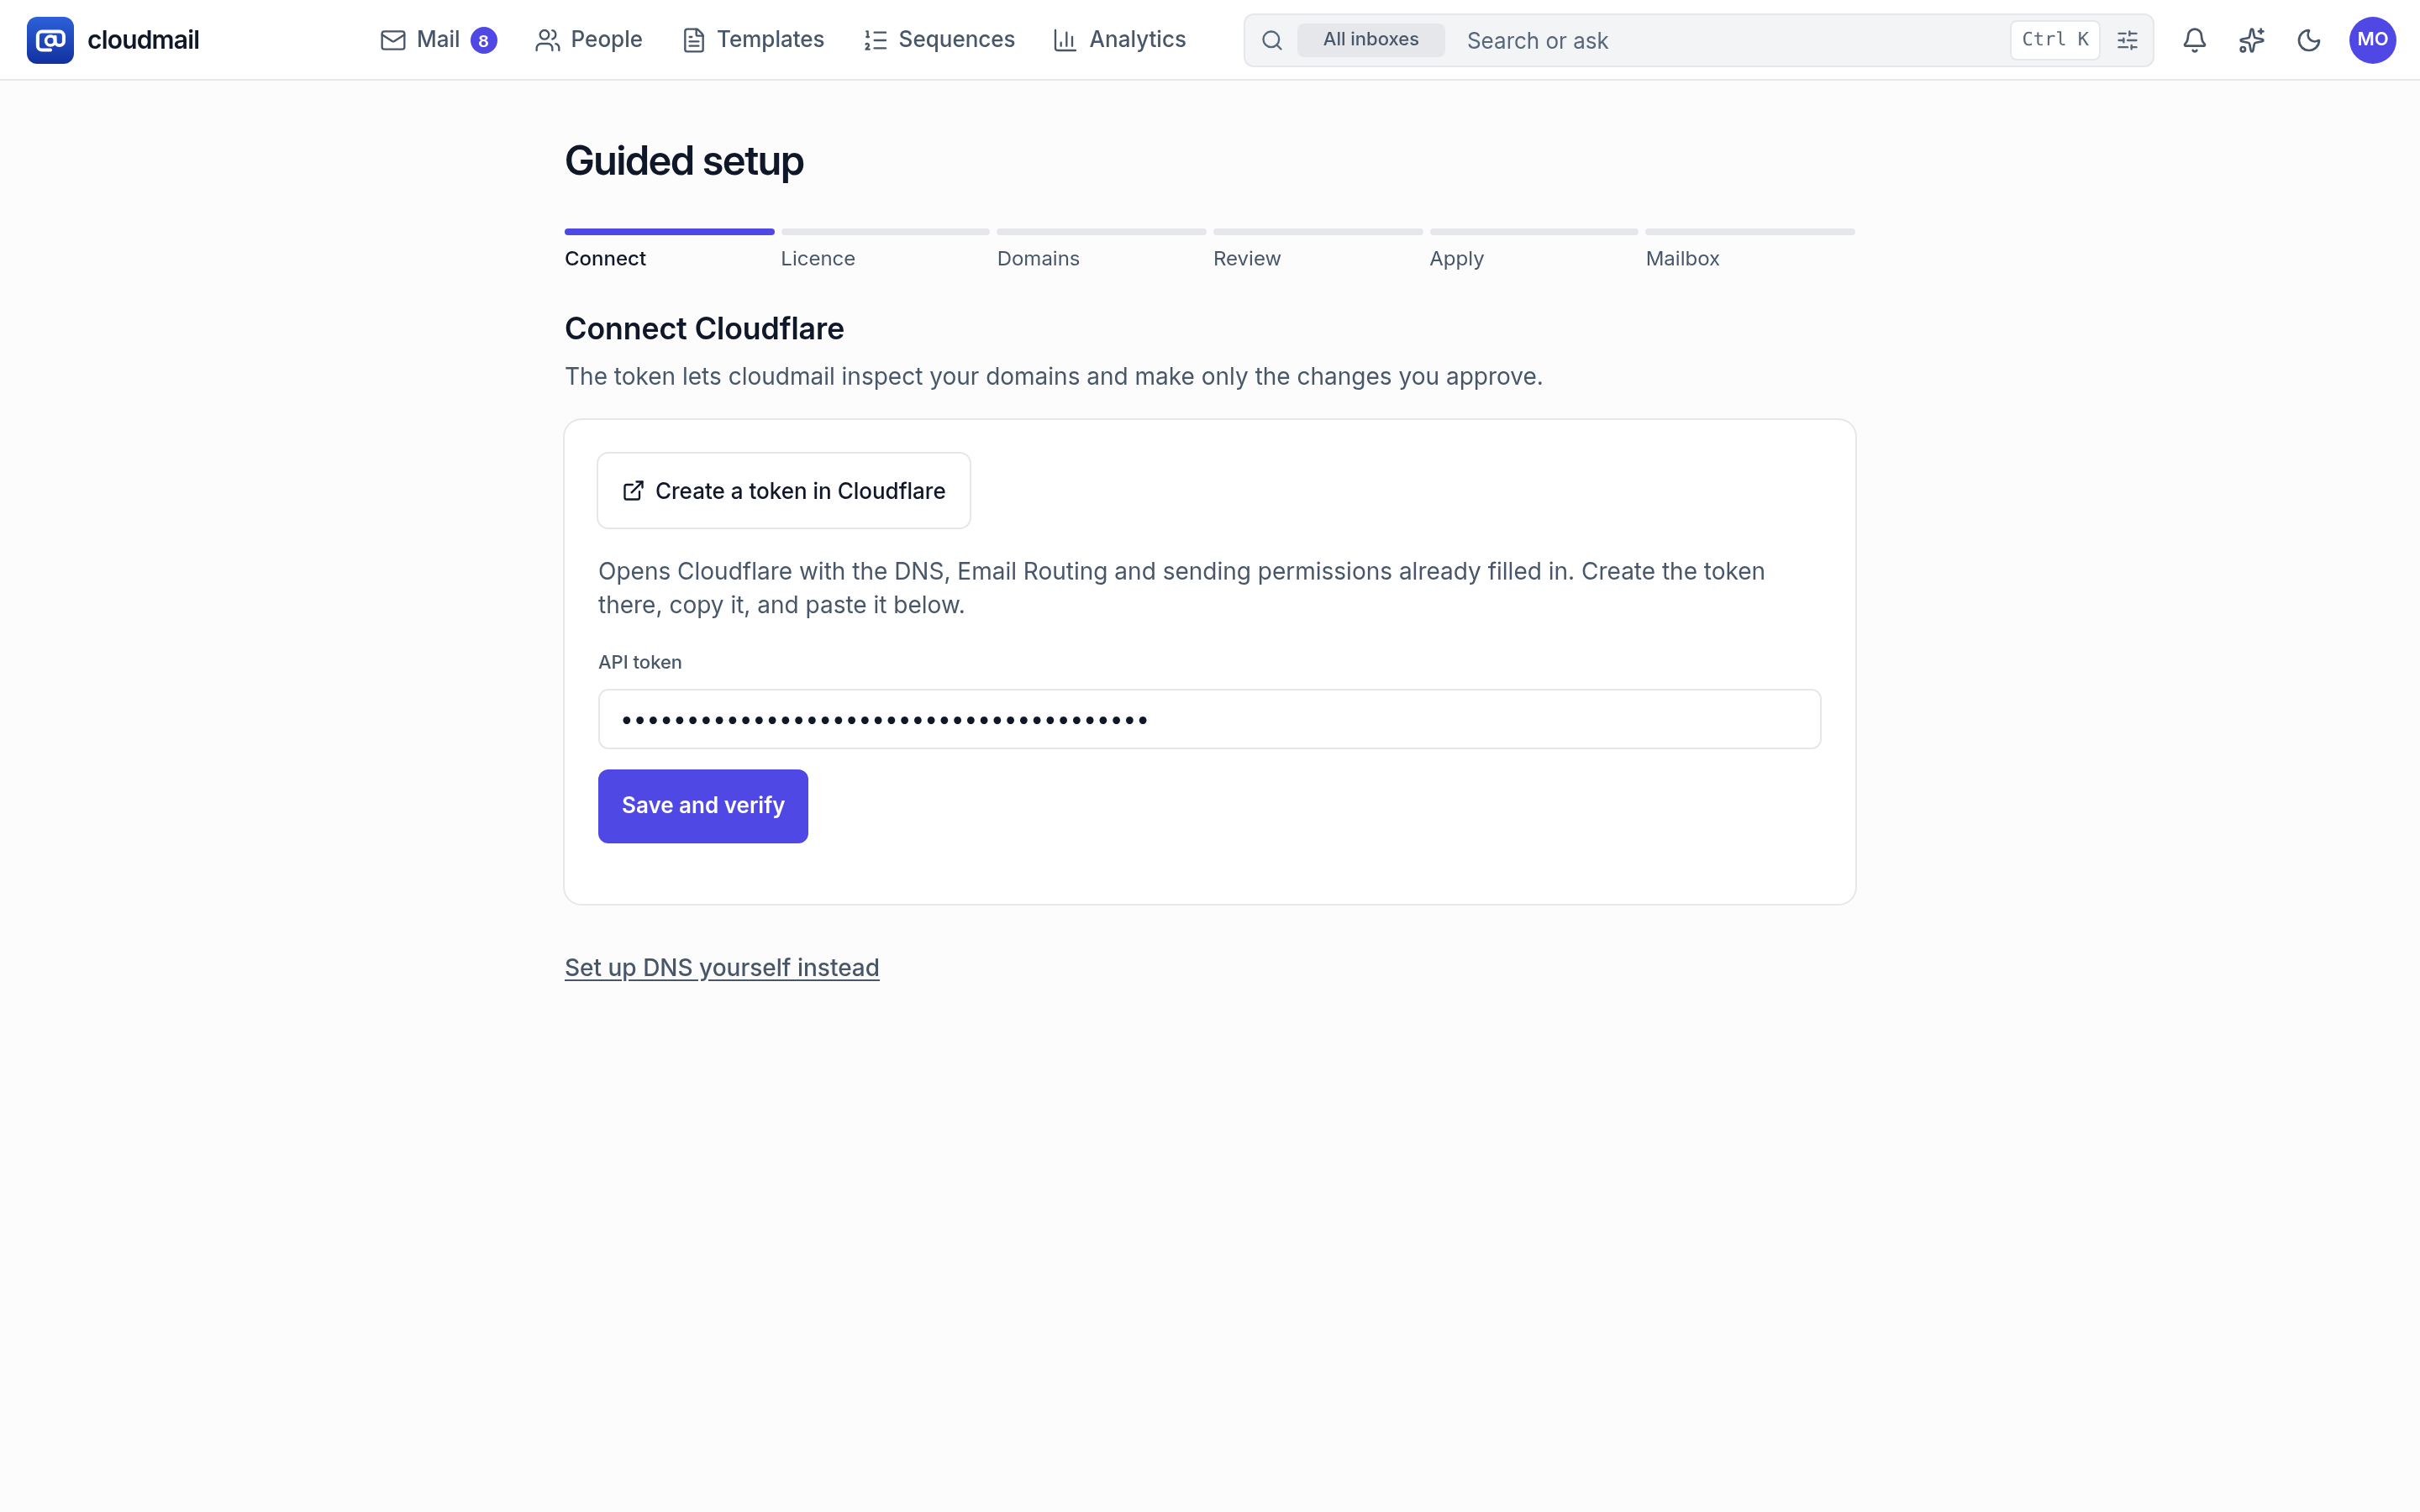 cloudmail
Mail 8
People
Templates
Sequences
Analytics
All inboxes
Search or ask
Ctrl K
MO
Guided setup
Connect
Licence
Domains
Review
Apply
Mailbox
Connect Cloudflare
The token lets cloudmail inspect your domains and make only the changes you approve.
Create a token in Cloudflare
Opens Cloudflare with the DNS, Email Routing and sending permissions already filled in. Create the token
there, copy it, and paste it below.
API token
••••••••••••••••••••••••••••••••••••••••
Save and verify
Set up DNS yourself instead